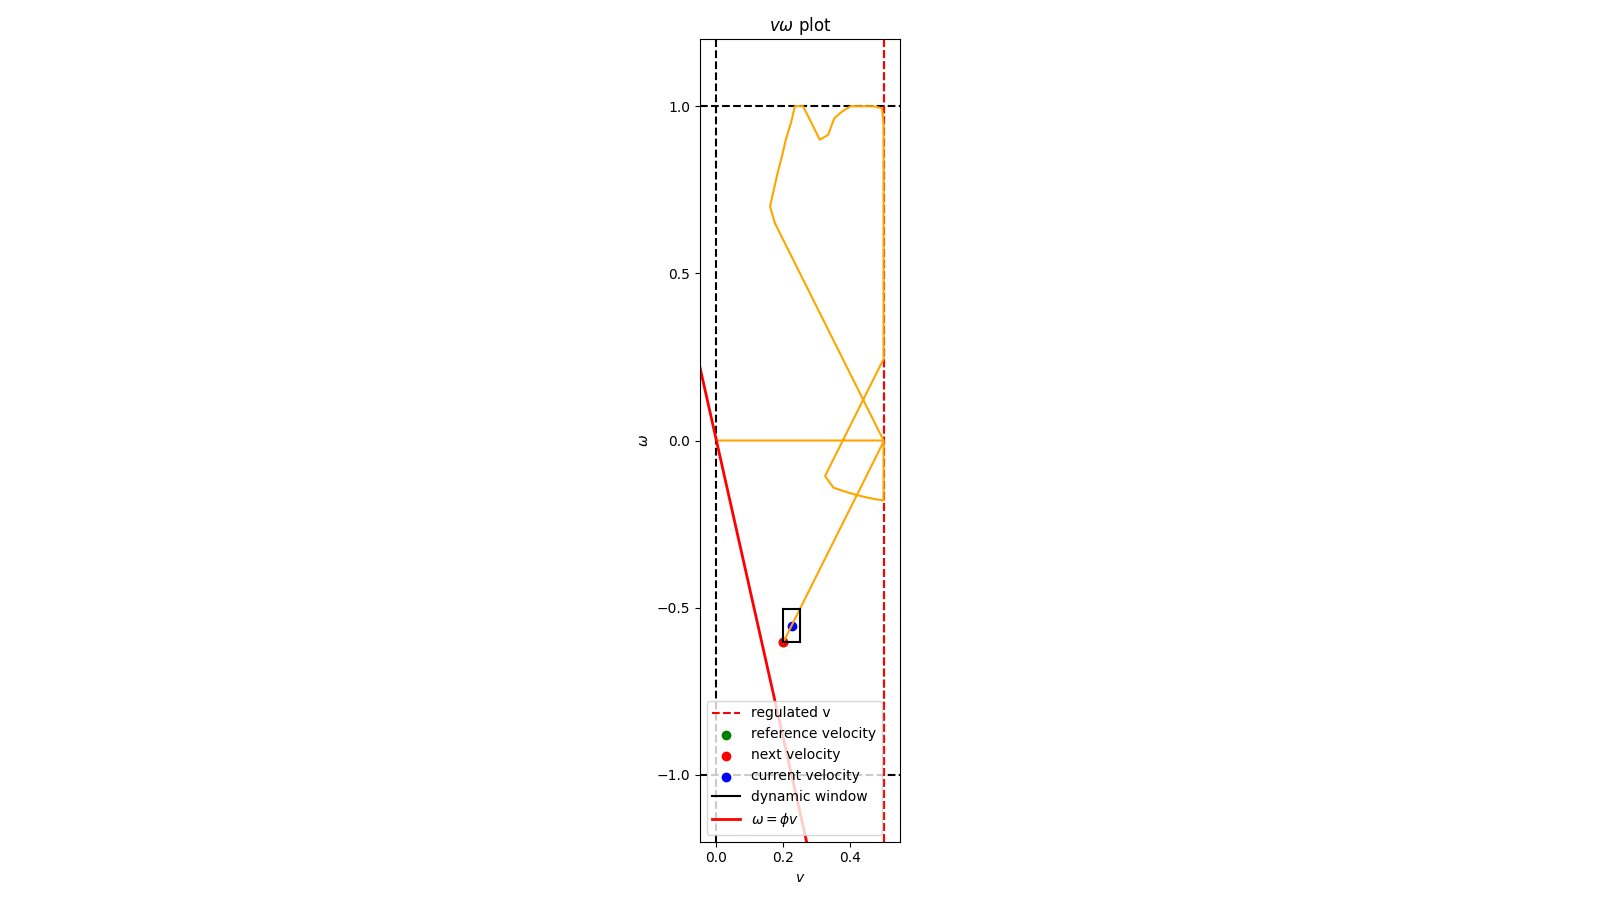 vω plot
1.0
0.5
0.0
−0.5
−1.0
ω
regulated v
reference velocity
next velocity
current velocity
dynamic window
ω = ϕv
0.0 0.2 0.4
v